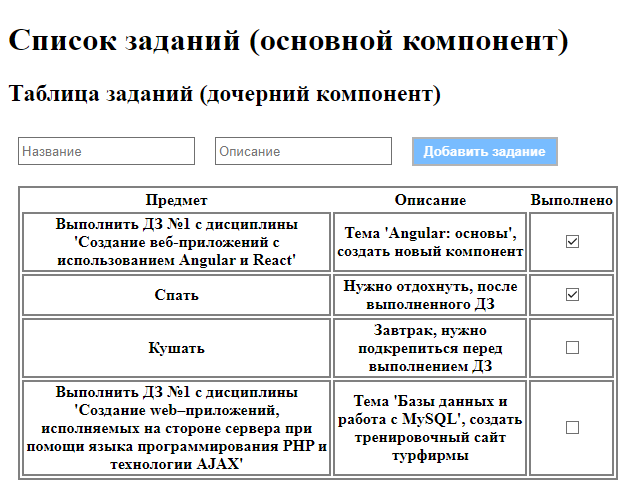 Список заданий (основной компонент)
Таблица заданий (дочерний компонент)
Название Описание Добавить задание
Предмет Описание Выполнено
Выполнить ДЗ №1 с дисциплины
'Создание веб-приложений с
использованием Angular и React'
Тема 'Angular: основы',
создать новый компонент
Спать
Нужно отдохнуть, после
выполненного ДЗ
Кушать
Завтрак, нужно
подкрепиться перед
выполнением ДЗ
Выполнить ДЗ №1 с дисциплины
'Создание web–приложений,
исполняемых на стороне сервера при
помощи языка программирования PHP и
технологии AJAX'
Тема 'Базы данных и
работа с MySQL', создать
тренировочный сайт
турфирмы